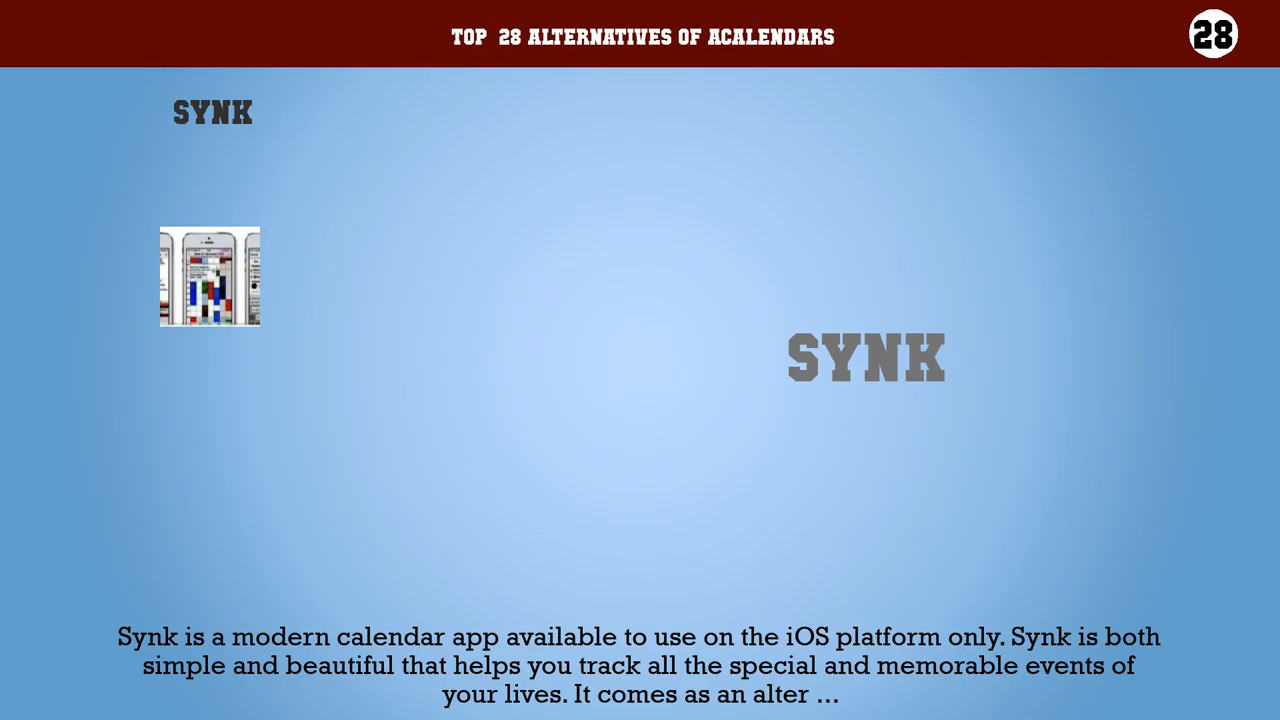 TOP 28 ALTERNATIVES OF ACALENDARS
28
SYNK
SYNK
Synk is a modern calendar app available to use on the iOS platform only. Synk is both
simple and beautiful that helps you track all the special and memorable events of
your lives. It comes as an alter ...